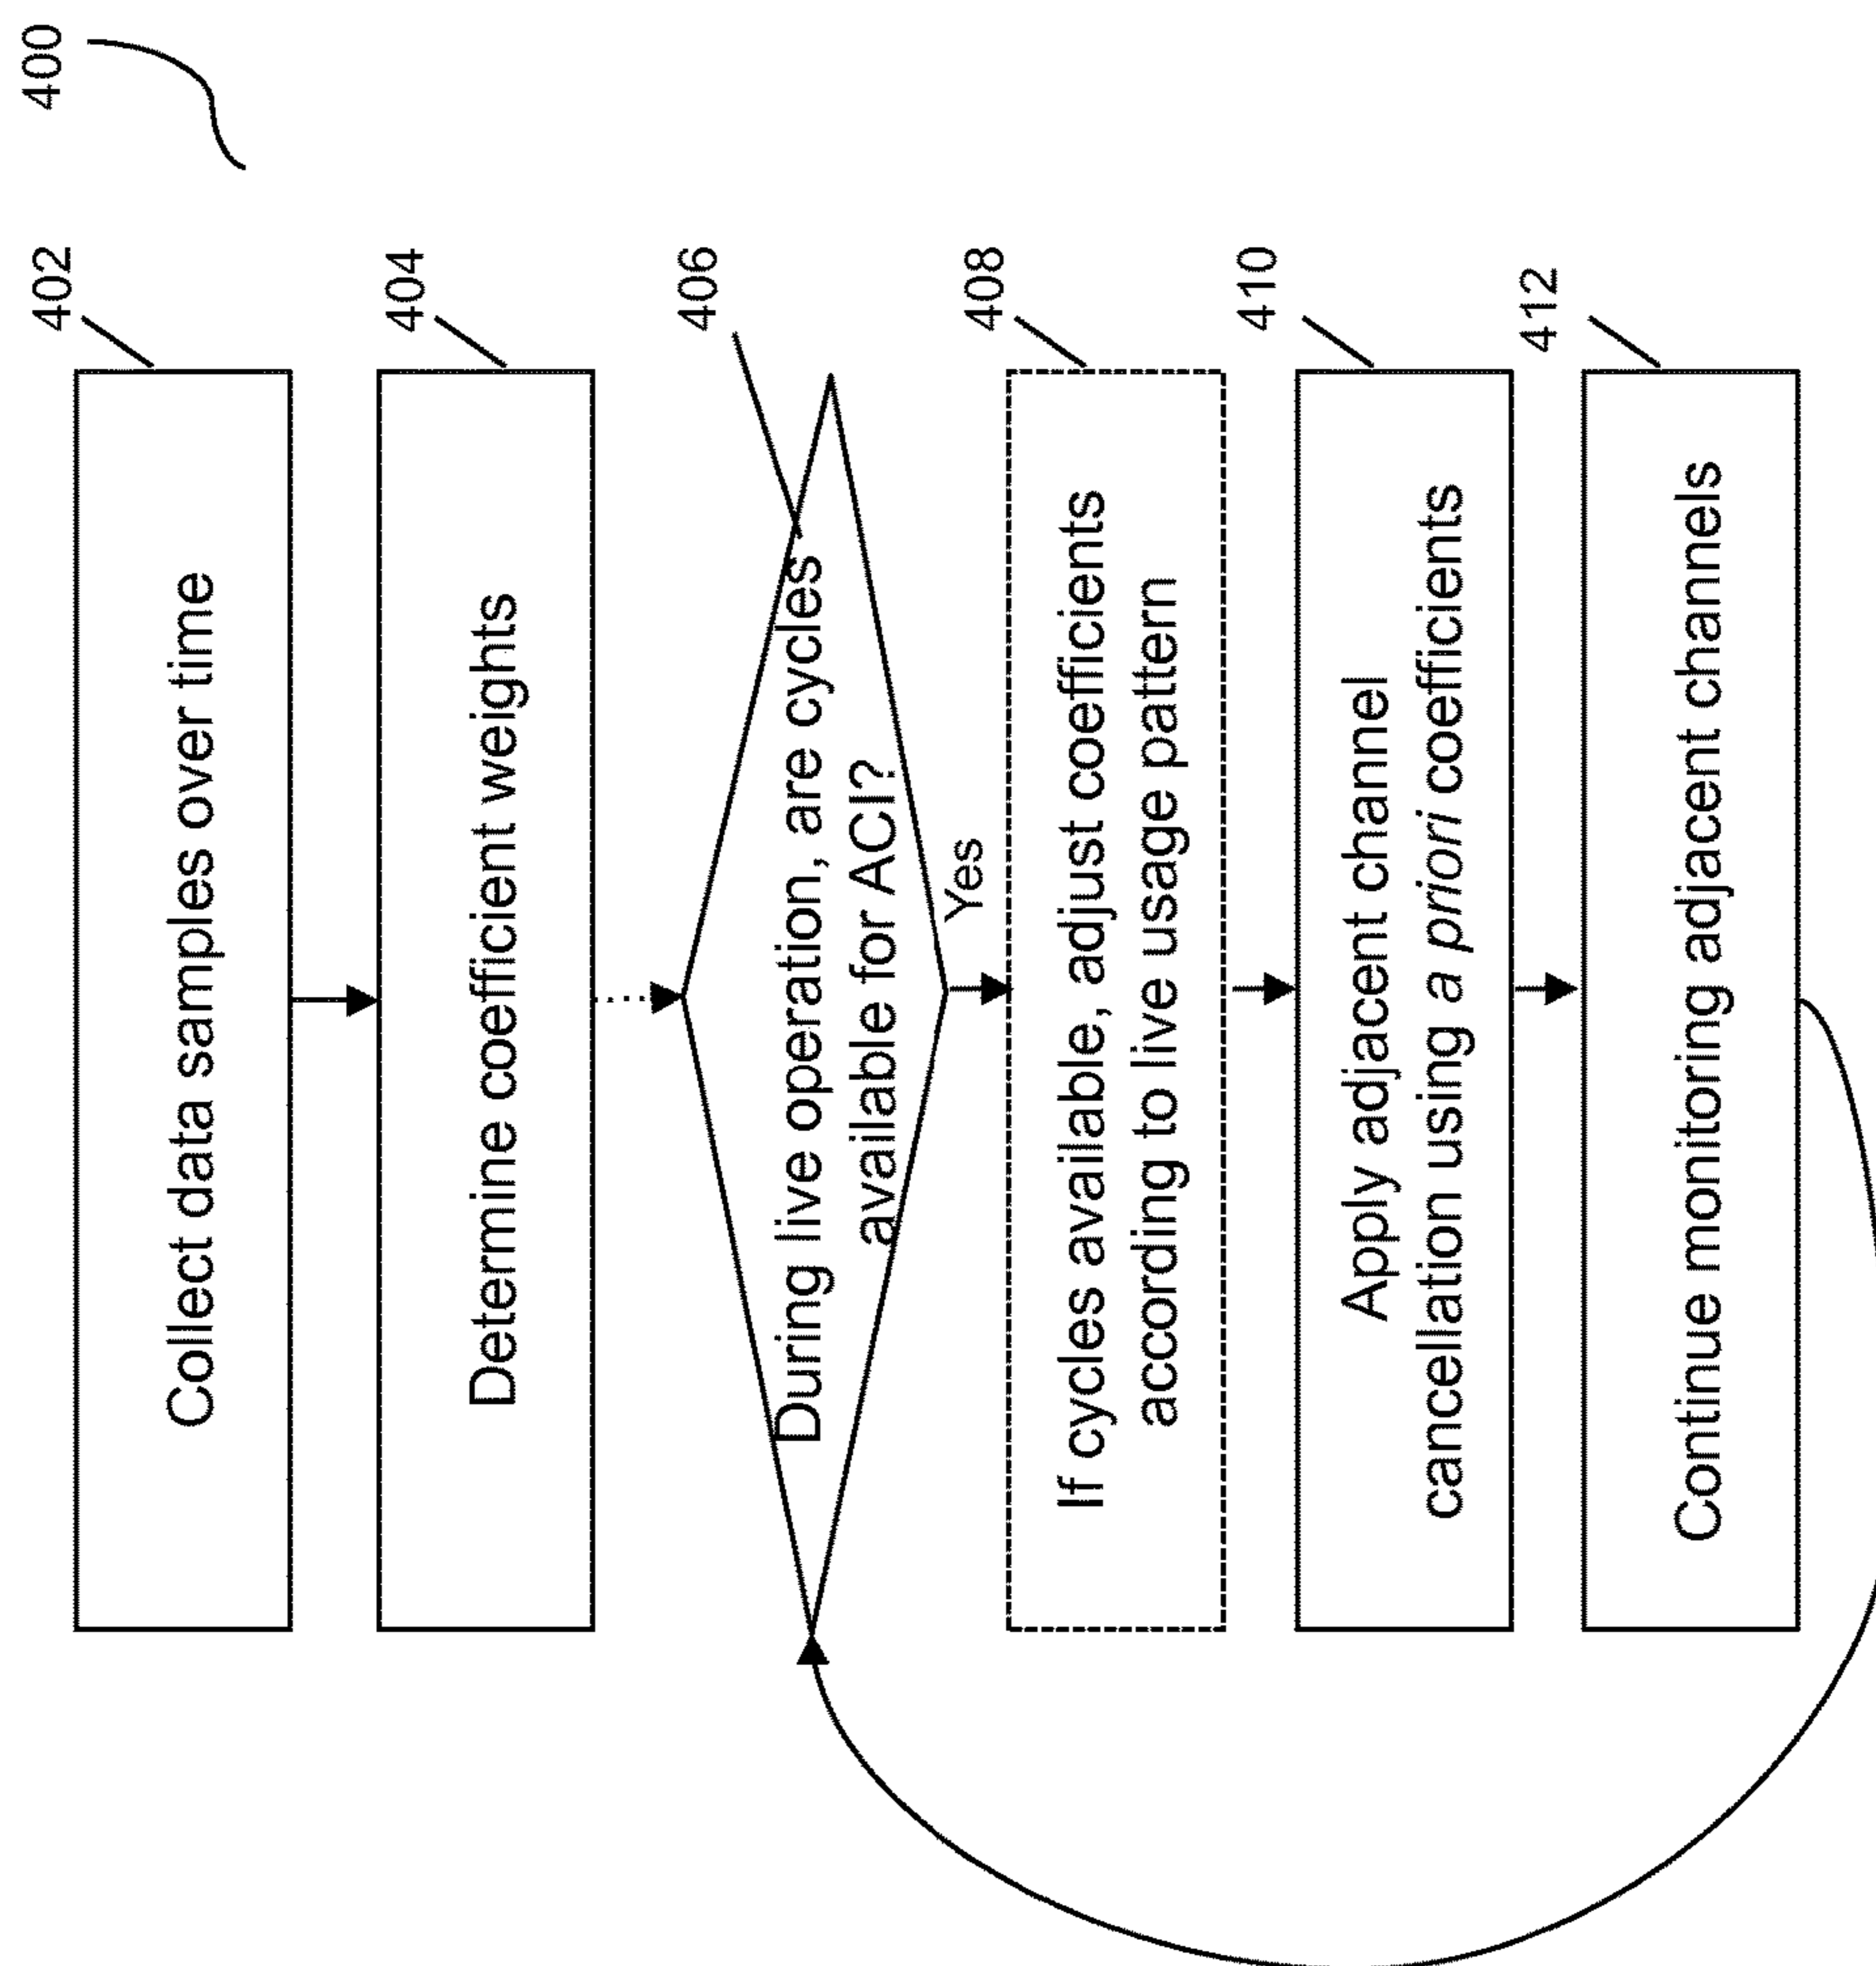 400
402
Collect data samples over time
404
Determine coefficient weights
406
During live operation, are cycles
available for ACI?
Yes
408
If cycles available, adjust coefficients
according to live usage pattern
410
Apply adjacent channel
cancellation using a priori coefficients
412
Continue monitoring adjacent channels